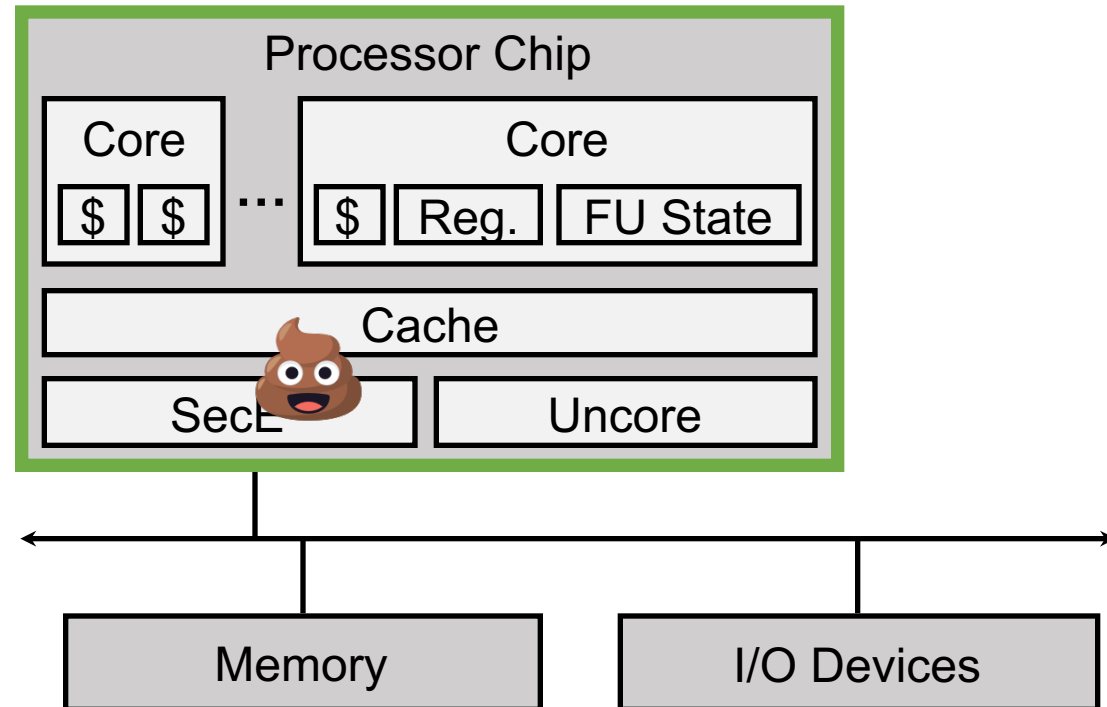 Processor Chip
Core
Core
$ $ ... $ Reg. FU State
Cache
SecE
Uncore
Memory
I/O Devices